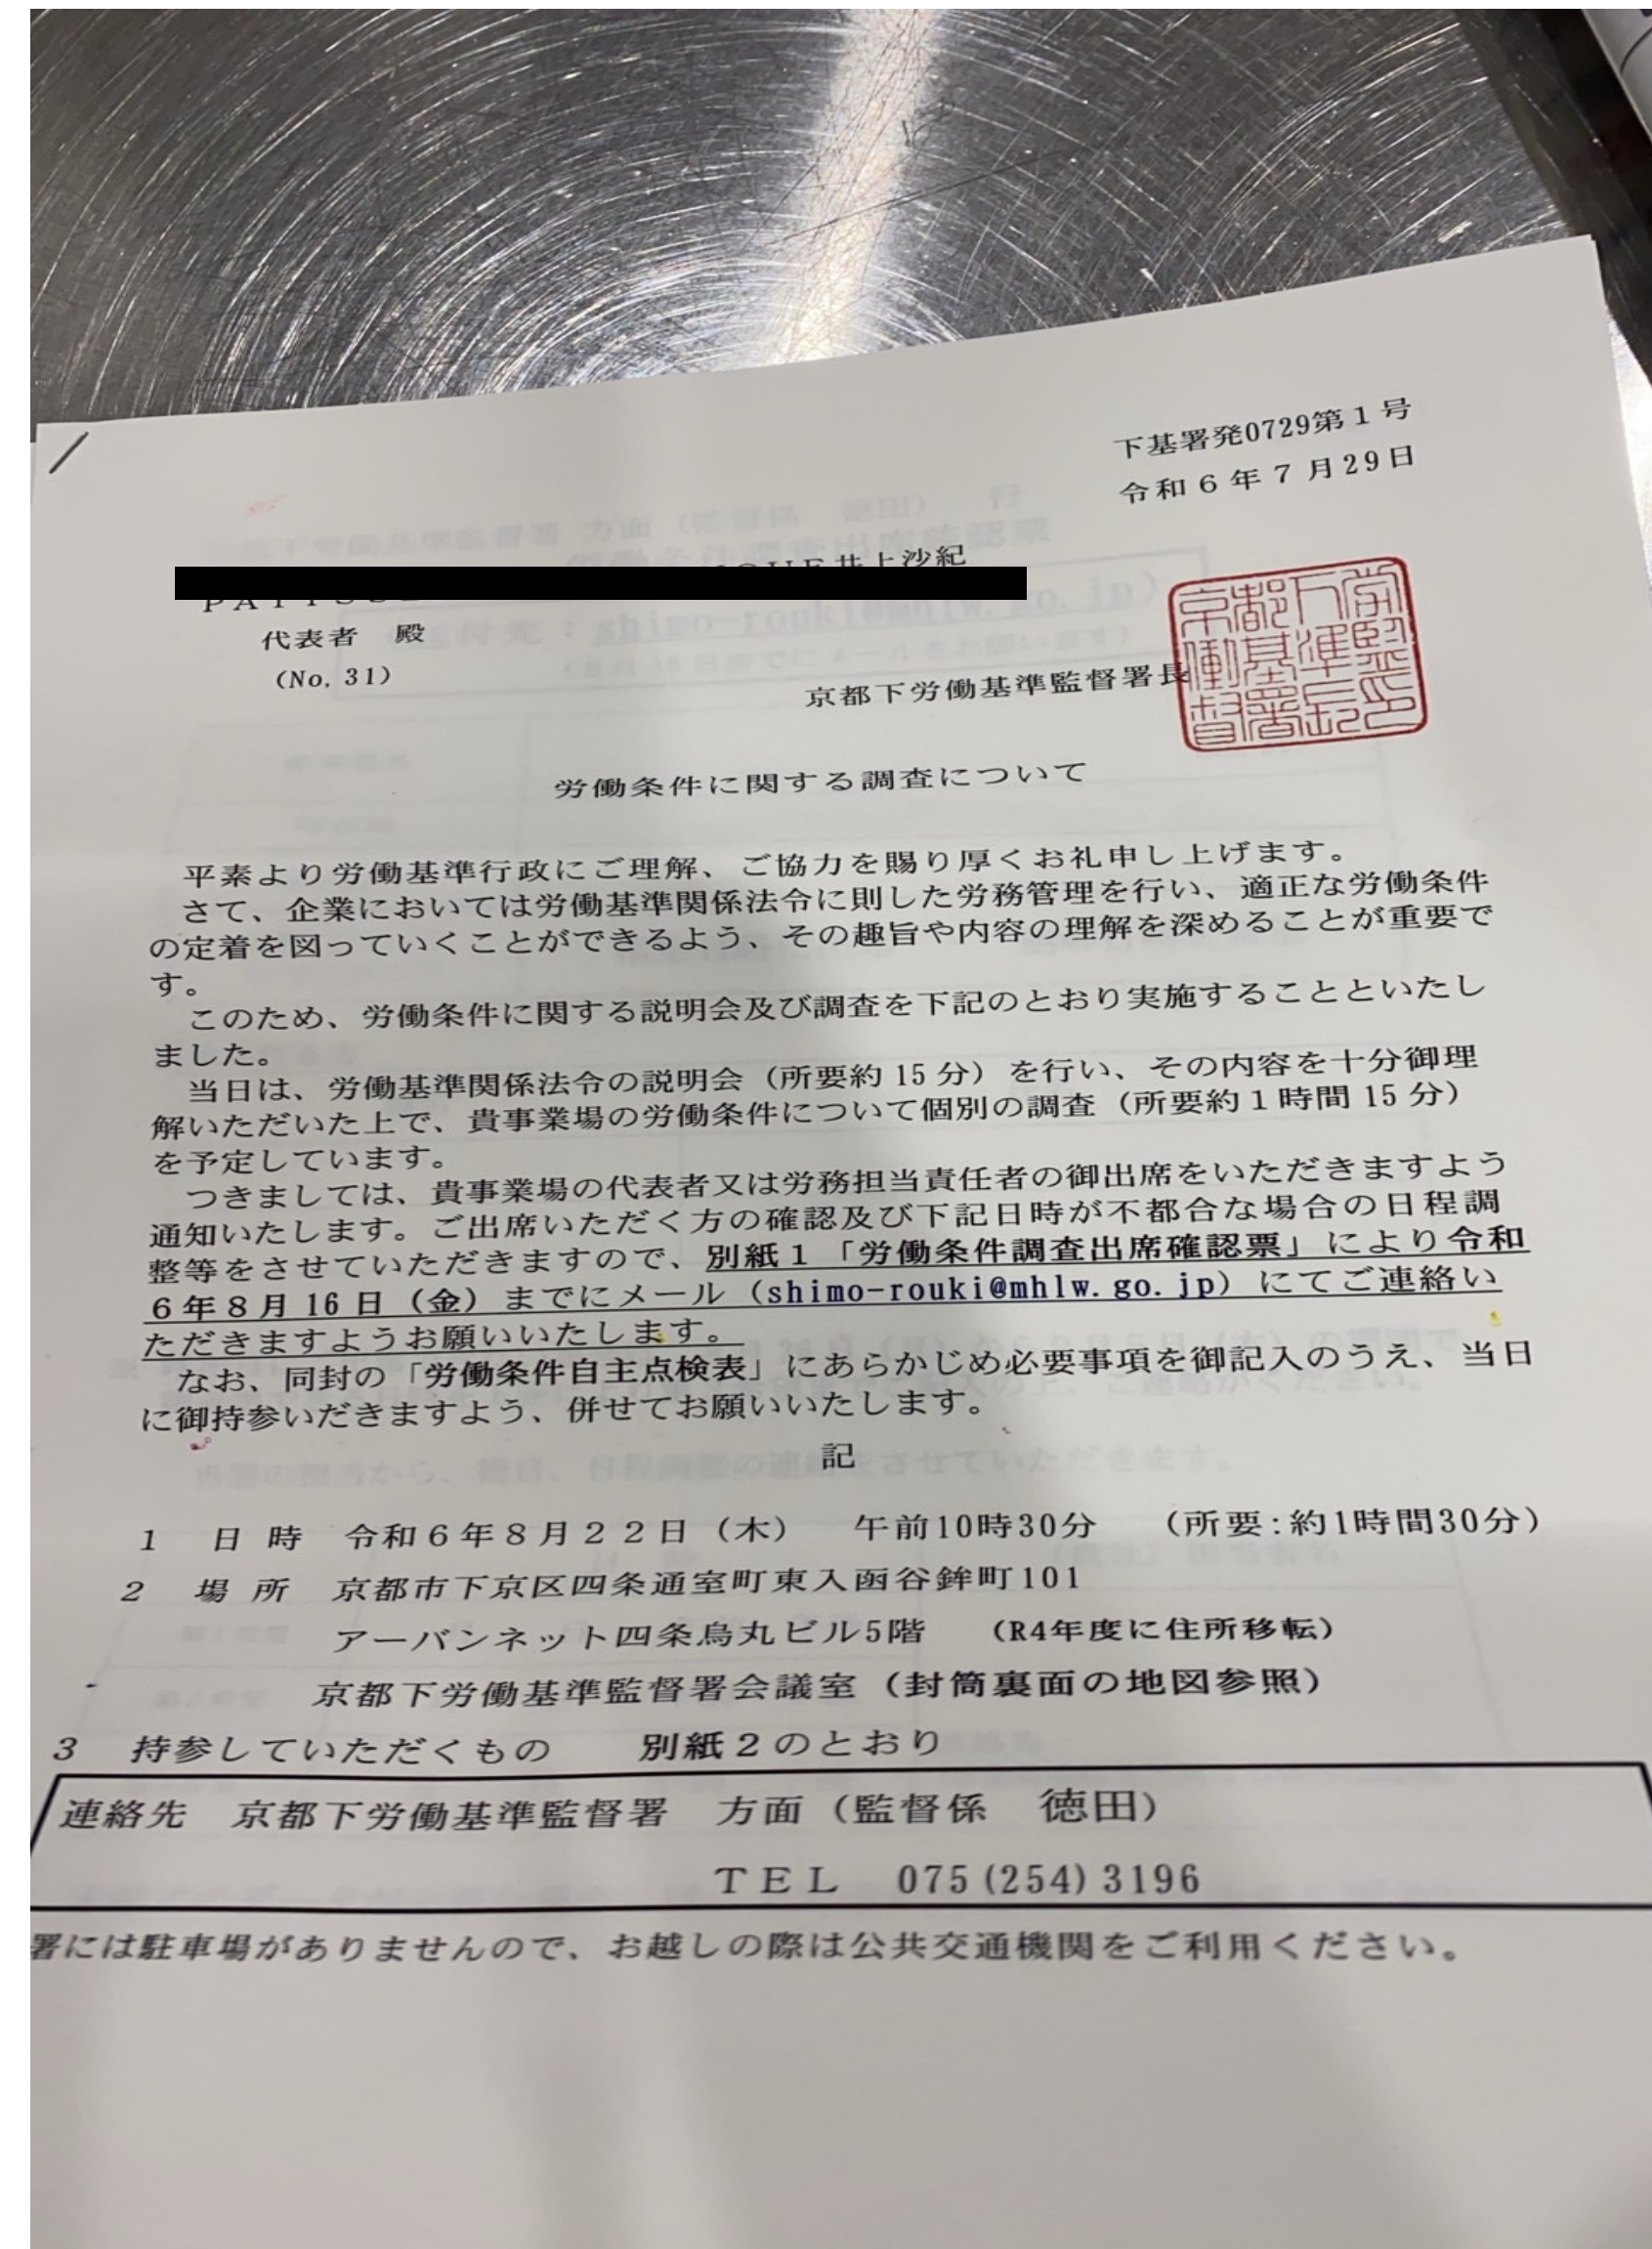 下基署発0729第1号
令和6年7月29日
井上沙紀
代表者 殿
(No, 31)
京都下労働基準監督署長
労働条件に関する調査について
平素より労働基準行政にご理解、ご協力を賜り厚くお礼申し上げます。
さて、企業においては労働基準関係法令に則した労務管理を行い、適正な労働条件
の定着を図っていくことができるよう、その趣旨や内容の理解を深めることが重要で
す。
このため、労働条件に関する説明会及び調査を下記のとおり実施することといたし
ました。
当日は、労働基準関係法令の説明会（所要約15分）を行い、その内容を十分御理
解いただいた上で、貴事業場の労働条件について個別の調査（所要約1時間15分）
を予定しています。
つきましては、貴事業場の代表者又は労務担当責任者の御出席をいただきますよう
通知いたします。ご出席いただく方の確認及び下記日時が不都合な場合の日程調
整等をさせていただきますので、別紙1「労働条件調査出席確認票」により令和
6年8月16日（金）までにメール（shimo-rouki@mhlw.go.jp）にてご連絡い
ただきますようお願いいたします。
なお、同封の「労働条件自主点検表」にあらかじめ必要事項を御記入のうえ、当日
に御持参いだきますよう、併せてお願いいたします。
記
1 日 時 令和6年8月22日（木） 午前10時30分 （所要:約1時間30分）
2 場 所 京都市下京区四条通室町東入函谷鉾町101
アーバンネット四条烏丸ビル5階 （R4年度に住所移転）
京都下労働基準監督署会議室（封筒裏面の地図参照）
3 持参していただくもの 別紙2のとおり
連絡先 京都下労働基準監督署 方面（監督係 徳田）
TEL 075(254)3196
署には駐車場がありませんので、お越しの際は公共交通機関をご利用ください。